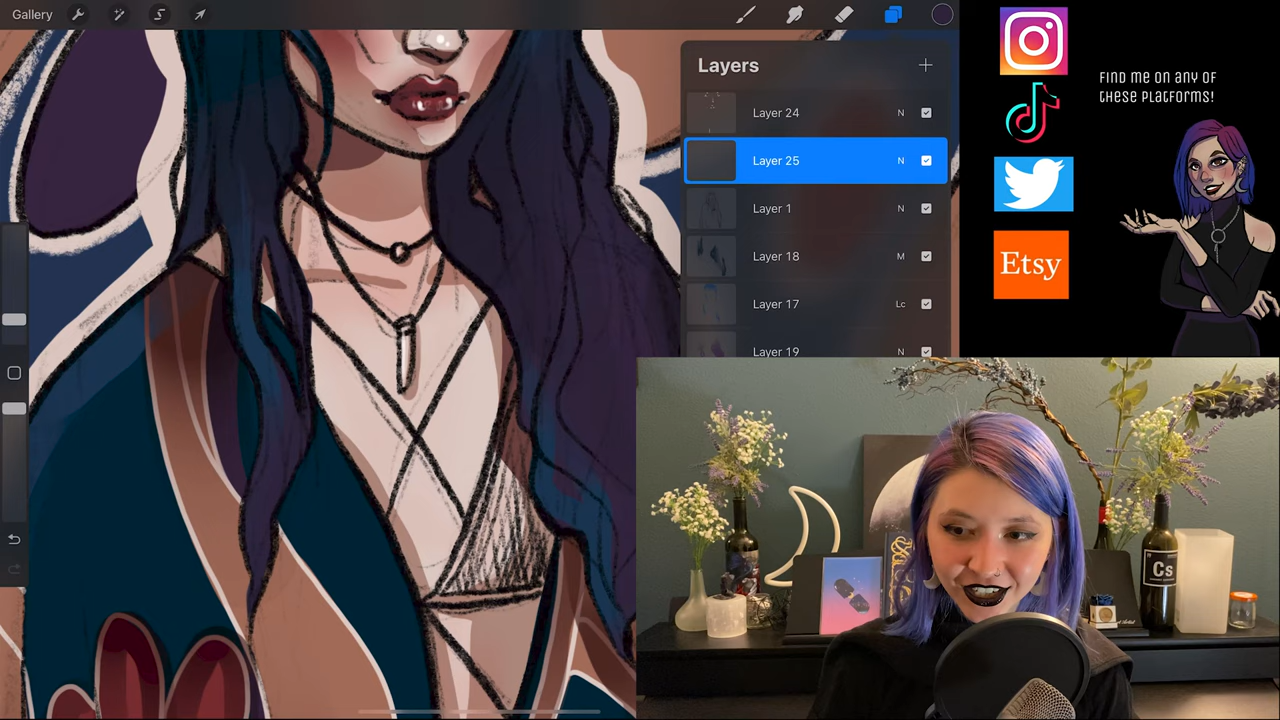 Gallery
Layers
Layer 24 N
Layer 25 N
Layer 1 N
Layer 18 M
Layer 17 Lc
Layer 19 N
FIND ME ON ANY OF
THESE PLATFORMS!
Etsy
Cs